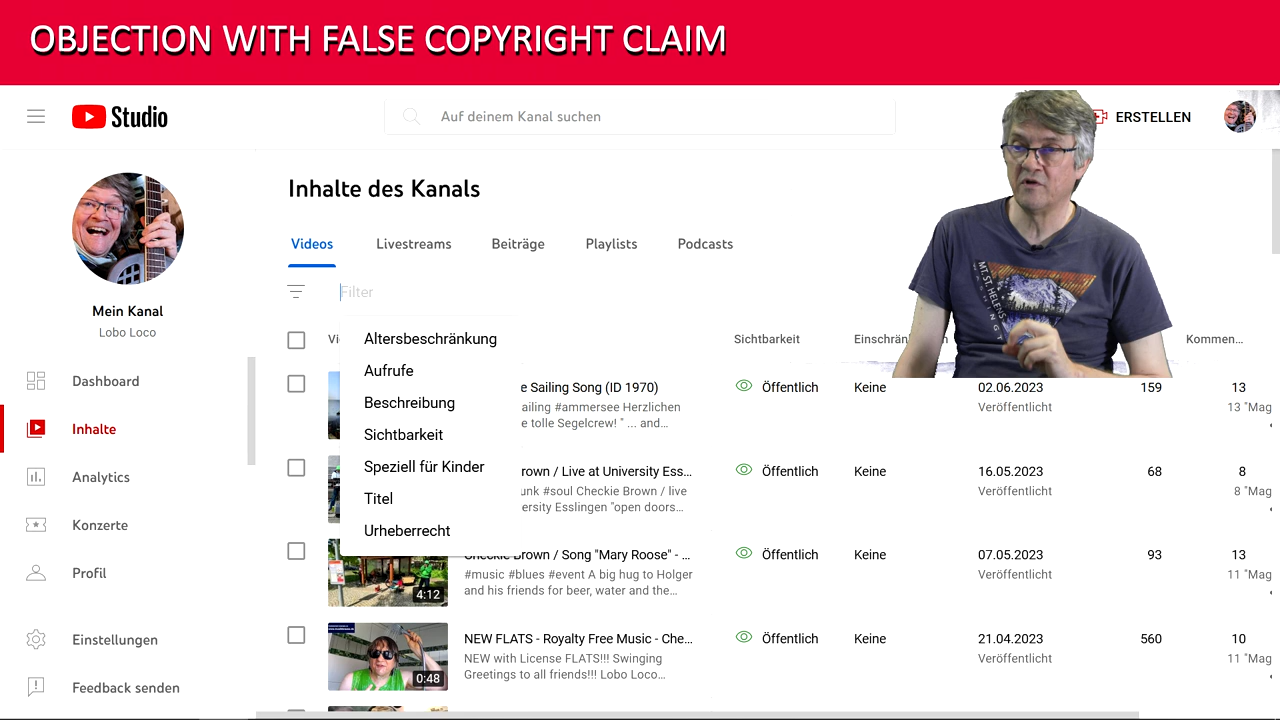 OBJECTION WITH FALSE COPYRIGHT CLAIM
Studio
Auf deinem Kanal suchen
ERSTELLEN
Mein Kanal
Lobo Loco
Dashboard
Inhalte
Analytics
Konzerte
Profil
Einstellungen
Feedback senden
Inhalte des Kanals
Videos Livestreams Beiträge Playlists Podcasts
Filter
Altersbeschränkung
Aufrufe
Beschreibung
Sichtbarkeit
Speziell für Kinder
Titel
Urheberrecht
Sichtbarkeit Kommen...
e Sailing Song (ID 1970) Öffentlich Keine 02.06.2023 159 13
ailing #ammersee Herzlichen Veröffentlicht 13 "Mag
e tolle Segelcrew! " ... and...
rown / Live at University Ess... Öffentlich Keine 16.05.2023 68 8
unk #soul Checkie Brown / live Veröffentlicht 8 "Mag
ersity Esslingen "open doors...
Checkie Brown / Song "Mary Roose" - ... Öffentlich Keine 07.05.2023 93 13
#music #blues #event A big hug to Holger Veröffentlicht 11 "Mag
and his friends for beer, water and the...
4:12
NEW FLATS - Royalty Free Music - Che... Öffentlich Keine 21.04.2023 560 10
NEW with License FLATS!!! Swinging Veröffentlicht 11 "Mag
Greetings to all friends!!! Lobo Loco...
0:48
MT. ST. HELENS